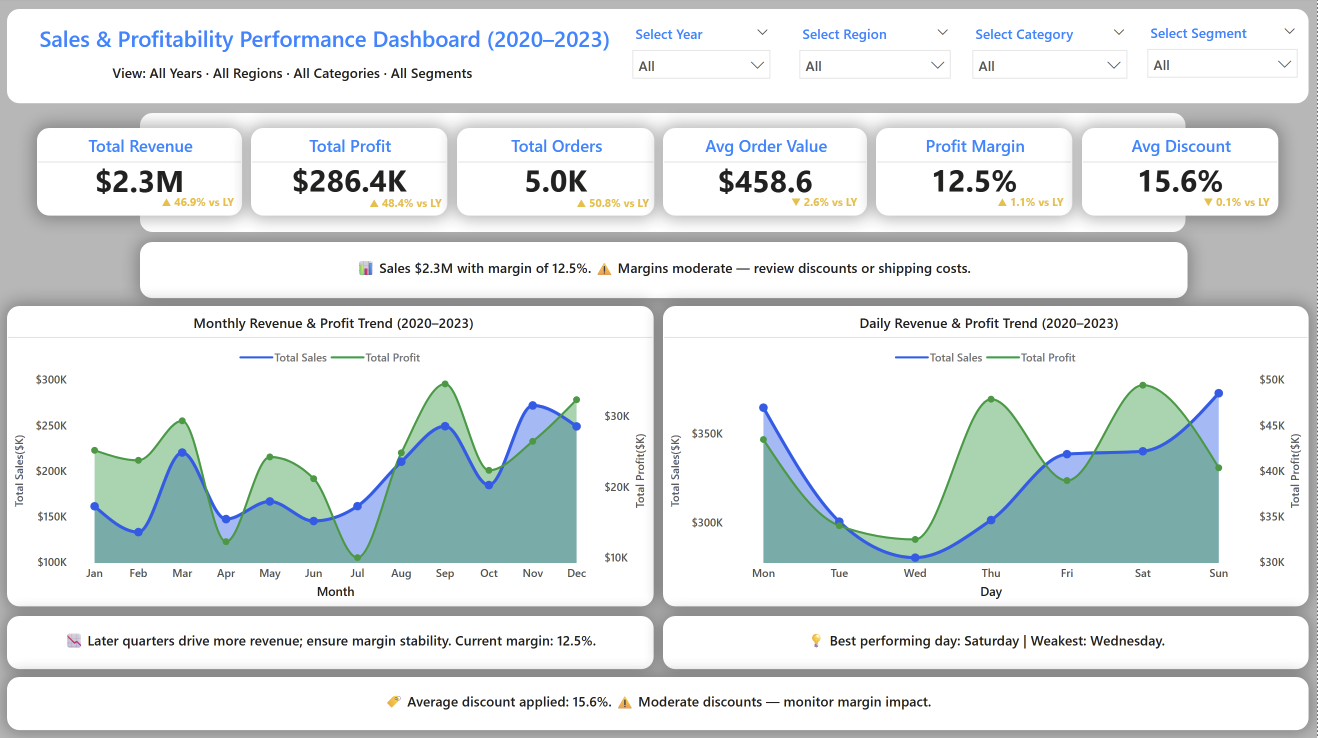 Sales & Profitability Performance Dashboard (2020–2023)
View: All Years · All Regions · All Categories · All Segments
Select Year
All
Select Region
All
Select Category
All
Select Segment
All
Total Revenue
$2.3M
▲ 46.9% vs LY
Total Profit
$286.4K
▲ 48.4% vs LY
Total Orders
5.0K
▲ 50.8% vs LY
Avg Order Value
$458.6
▼ 2.6% vs LY
Profit Margin
12.5%
▲ 1.1% vs LY
Avg Discount
15.6%
▼ 0.1% vs LY
📊 Sales $2.3M with margin of 12.5%. ⚠️ Margins moderate — review discounts or shipping costs.
Monthly Revenue & Profit Trend (2020–2023)
Total Sales Total Profit
Total Sales($K)
$300K
$250K
$200K
$150K
$100K
$30K
$20K
$10K
Total Profit($K)
Jan Feb Mar Apr May Jun Jul Aug Sep Oct Nov Dec
Month
Daily Revenue & Profit Trend (2020–2023)
Total Sales Total Profit
Total Sales($K)
$350K
$300K
$50K
$45K
$40K
$35K
$30K
Total Profit($K)
Mon Tue Wed Thu Fri Sat Sun
Day
📉 Later quarters drive more revenue; ensure margin stability. Current margin: 12.5%.
💡 Best performing day: Saturday | Weakest: Wednesday.
🏷️ Average discount applied: 15.6%. ⚠️ Moderate discounts — monitor margin impact.